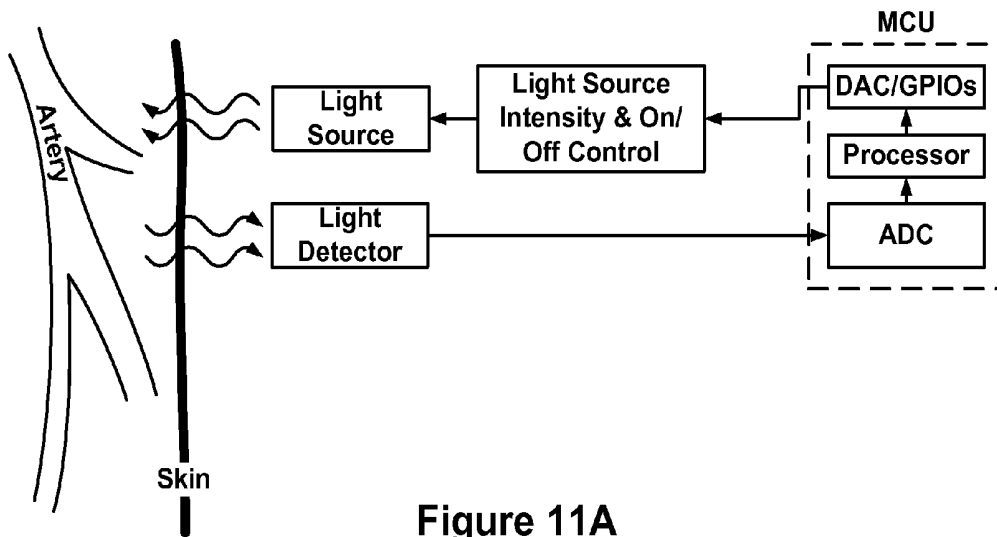 MCU
Artery
Light
Source
Light Source
Intensity & On/
Off Control
DAC/GPIOs
Processor
Light
Detector
ADC
Skin
Figure 11A